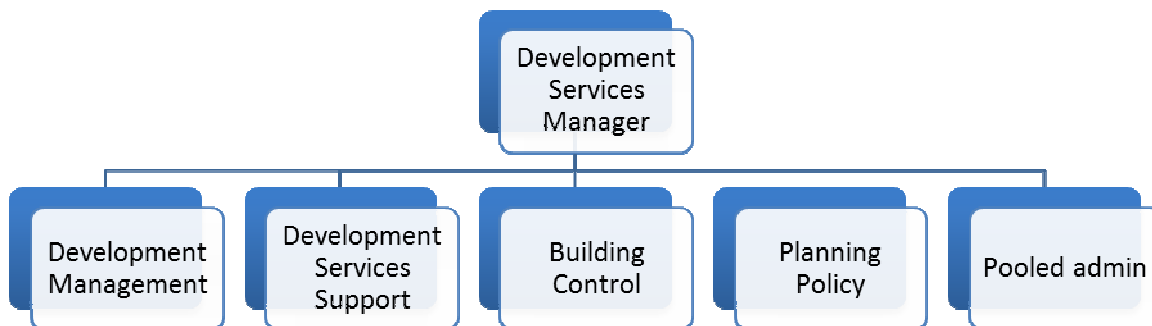 Development
Services
Manager
Development
Management
Development
Services
Support
Building
Control
Planning
Policy
Pooled admin